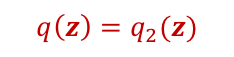 q(z) = q₂(z)